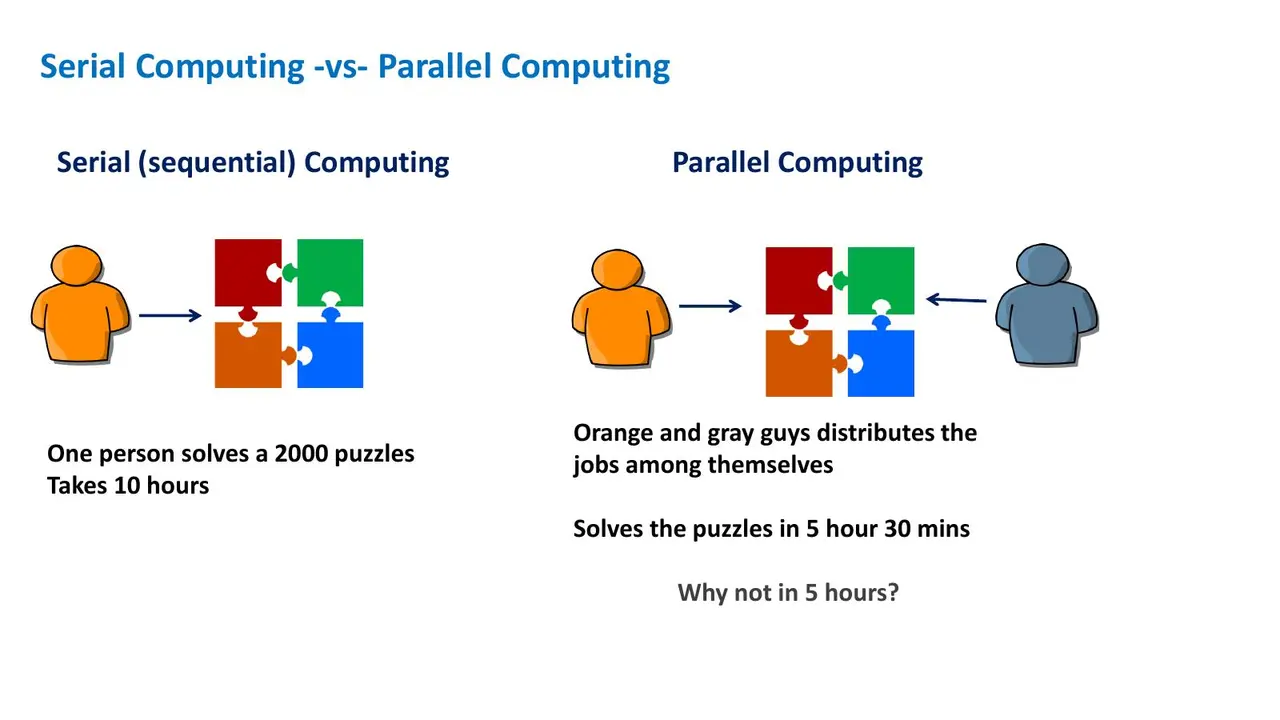 Serial Computing -vs- Parallel Computing
Serial (sequential) Computing
One person solves a 2000 puzzles
Takes 10 hours
Parallel Computing
Orange and gray guys distributes the
jobs among themselves
Solves the puzzles in 5 hour 30 mins
Why not in 5 hours?